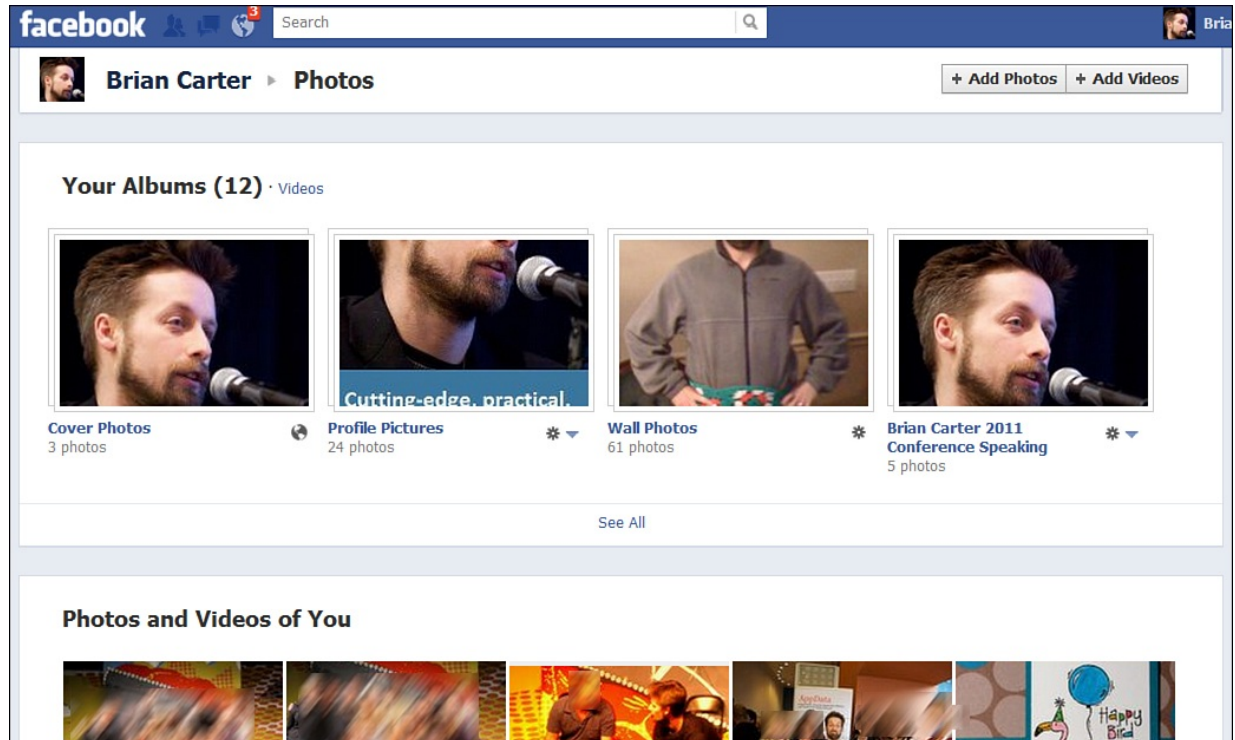 facebook
3
Search
Bria
Brian Carter Photos
+ Add Photos
+ Add Videos
Your Albums (12) · Videos
Cutting-edge, practical,
Cover Photos
3 photos
Profile Pictures
24 photos
Wall Photos
61 photos
Brian Carter 2011
Conference Speaking
5 photos
See All
Photos and Videos of You
AppData
Happy
Bird